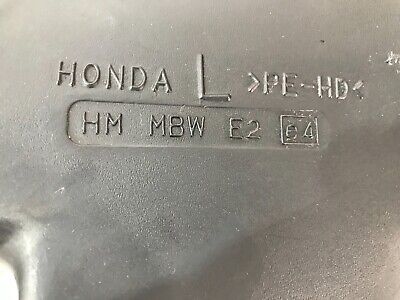 HONDA L >PE-HD<
HM MBW E2 64